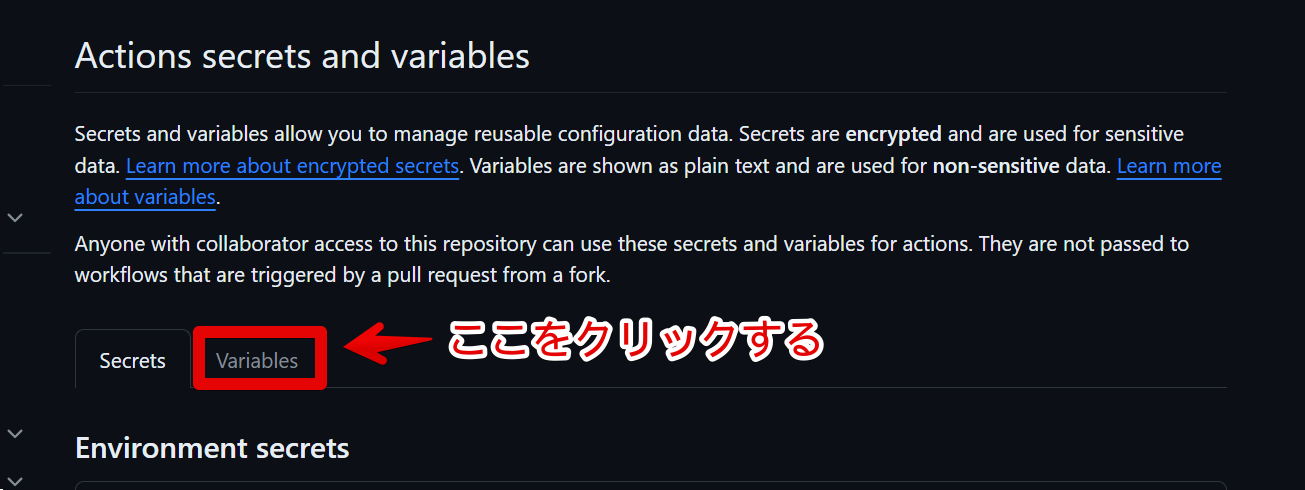 Actions secrets and variables
Secrets and variables allow you to manage reusable configuration data. Secrets are encrypted and are used for sensitive
data. Learn more about encrypted secrets. Variables are shown as plain text and are used for non-sensitive data. Learn more
about variables.
Anyone with collaborator access to this repository can use these secrets and variables for actions. They are not passed to
workflows that are triggered by a pull request from a fork.
Secrets Variables ここをクリックする
Environment secrets